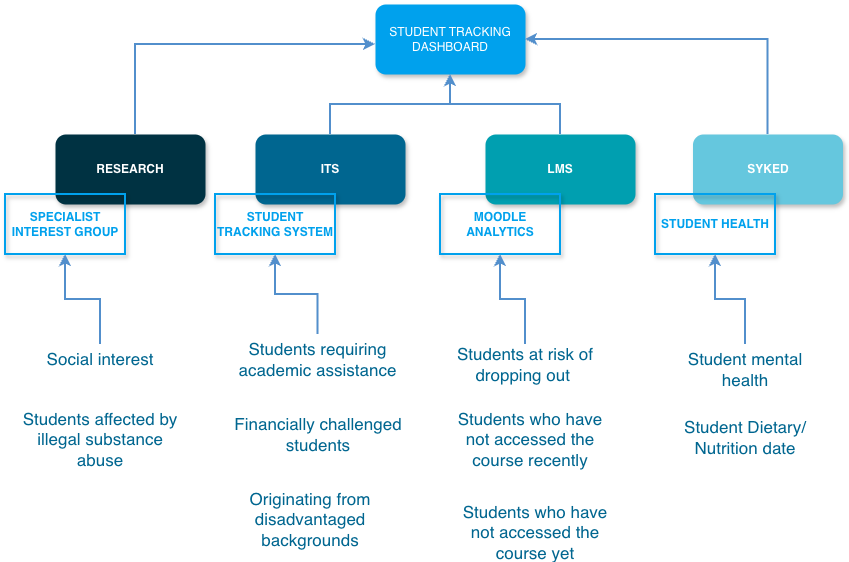 STUDENT TRACKING
DASHBOARD
RESEARCH
ITS
LMS
SYKED
SPECIALIST
INTEREST GROUP
STUDENT
TRACKING SYSTEM
MOODLE
ANALYTICS
STUDENT HEALTH
Social interest
Students affected by
illegal substance
abuse
Students requiring
academic assistance
Financially challenged
students
Originating from
disadvantaged
backgrounds
Students at risk of
dropping out
Students who have
not accessed the
course recently
Students who have
not accessed the
course yet
Student mental
health
Student Dietary/
Nutrition date